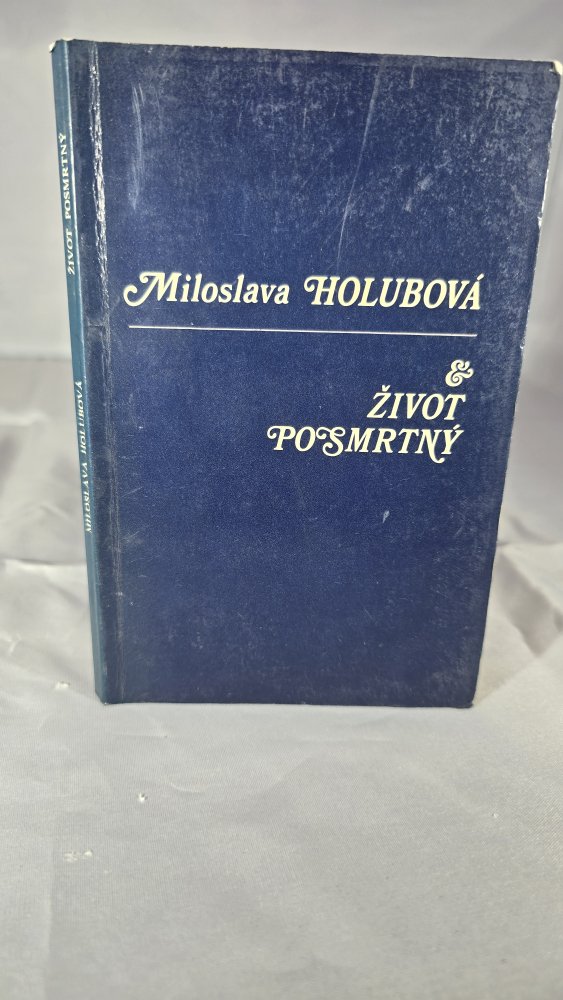 Miloslava HOLUBOVÁ
&
ŽIVOT
POSMRTNÝ
MILOSLAVA HOLUBOVÁ ŽIVOT POSMRTNÝ